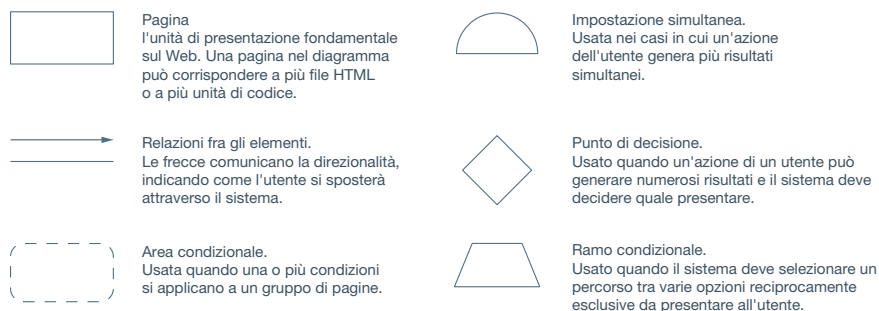 Pagina
l'unità di presentazione fondamentale
sul Web. Una pagina nel diagramma
può corrispondere a più file HTML
o a più unità di codice.
Impostazione simultanea.
Usata nei casi in cui un'azione
dell'utente genera più risultati
simultanei.
Relazioni fra gli elementi.
Le frecce comunicano la direzionalità,
indicando come l'utente si sposterà
attraverso il sistema.
Punto di decisione.
Usato quando un'azione di un utente può
generare numerosi risultati e il sistema deve
decidere quale presentare.
Area condizionale.
Usata quando una o più condizioni
si applicano a un gruppo di pagine.
Ramo condizionale.
Usato quando il sistema deve selezionare un
percorso tra varie opzioni reciprocamente
esclusive da presentare all'utente.